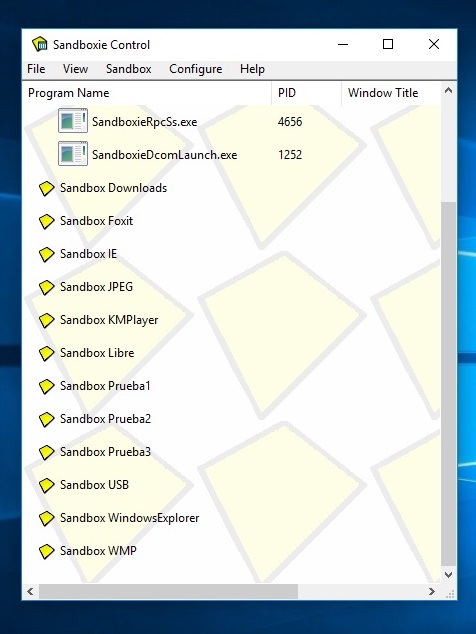 Sandboxie Control
File View Sandbox Configure Help
Program Name PID Window Title
SandboxieRpcSs.exe 4656
SandboxieDcomLaunch.exe 1252
Sandbox Downloads
Sandbox Foxit
Sandbox IE
Sandbox JPEG
Sandbox KMPlayer
Sandbox Libre
Sandbox Prueba1
Sandbox Prueba2
Sandbox Prueba3
Sandbox USB
Sandbox WindowsExplorer
Sandbox WMP